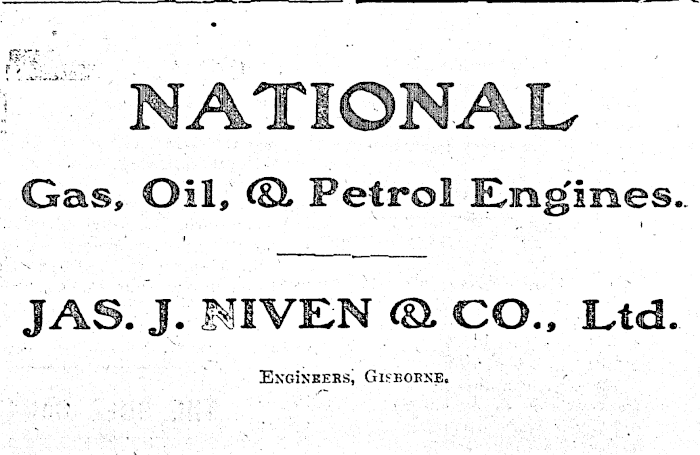 NATIONAL
Gas, Oil, & Petrol Engines.
JAS. J. NIVEN & CO., Ltd.
Engineers, Gisborne.